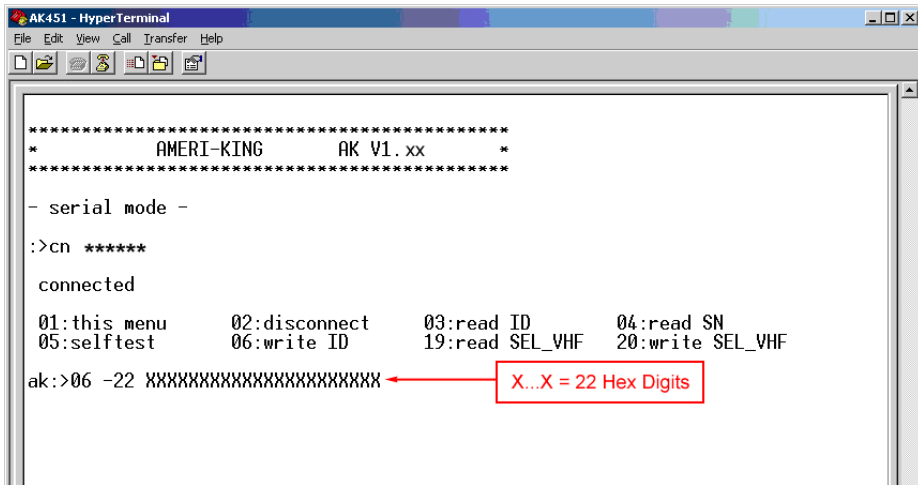 AK451 - HyperTerminal
File Edit View Call Transfer Help
*********************************************
* AMERI-KING AK V1.xx *
*********************************************
- serial mode -
:>cn ******
connected
01:this menu 02:disconnect 03:read ID 04:read SN
05:selftest 06:write ID 19:read SEL_VHF 20:write SEL_VHF
ak:>06 -22 XXXXXXXXXXXXXXXXXXXXXX
X...X = 22 Hex Digits